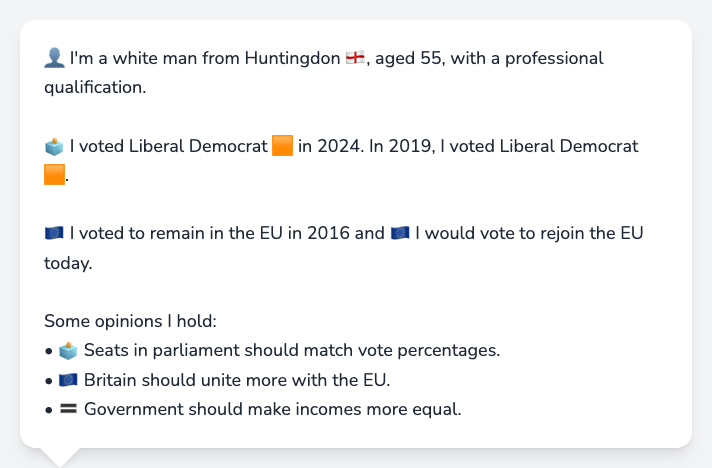 👤 I'm a white man from Huntingdon 🏴󠁧󠁢󠁥󠁮󠁧󠁿, aged 55, with a professional
qualification.
🗳️ I voted Liberal Democrat 🟧 in 2024. In 2019, I voted Liberal Democrat
🟧.
🇪🇺 I voted to remain in the EU in 2016 and 🇪🇺 I would vote to rejoin the EU
today.
Some opinions I hold:
• 🗳️ Seats in parliament should match vote percentages.
• 🇪🇺 Britain should unite more with the EU.
• 🟰 Government should make incomes more equal.